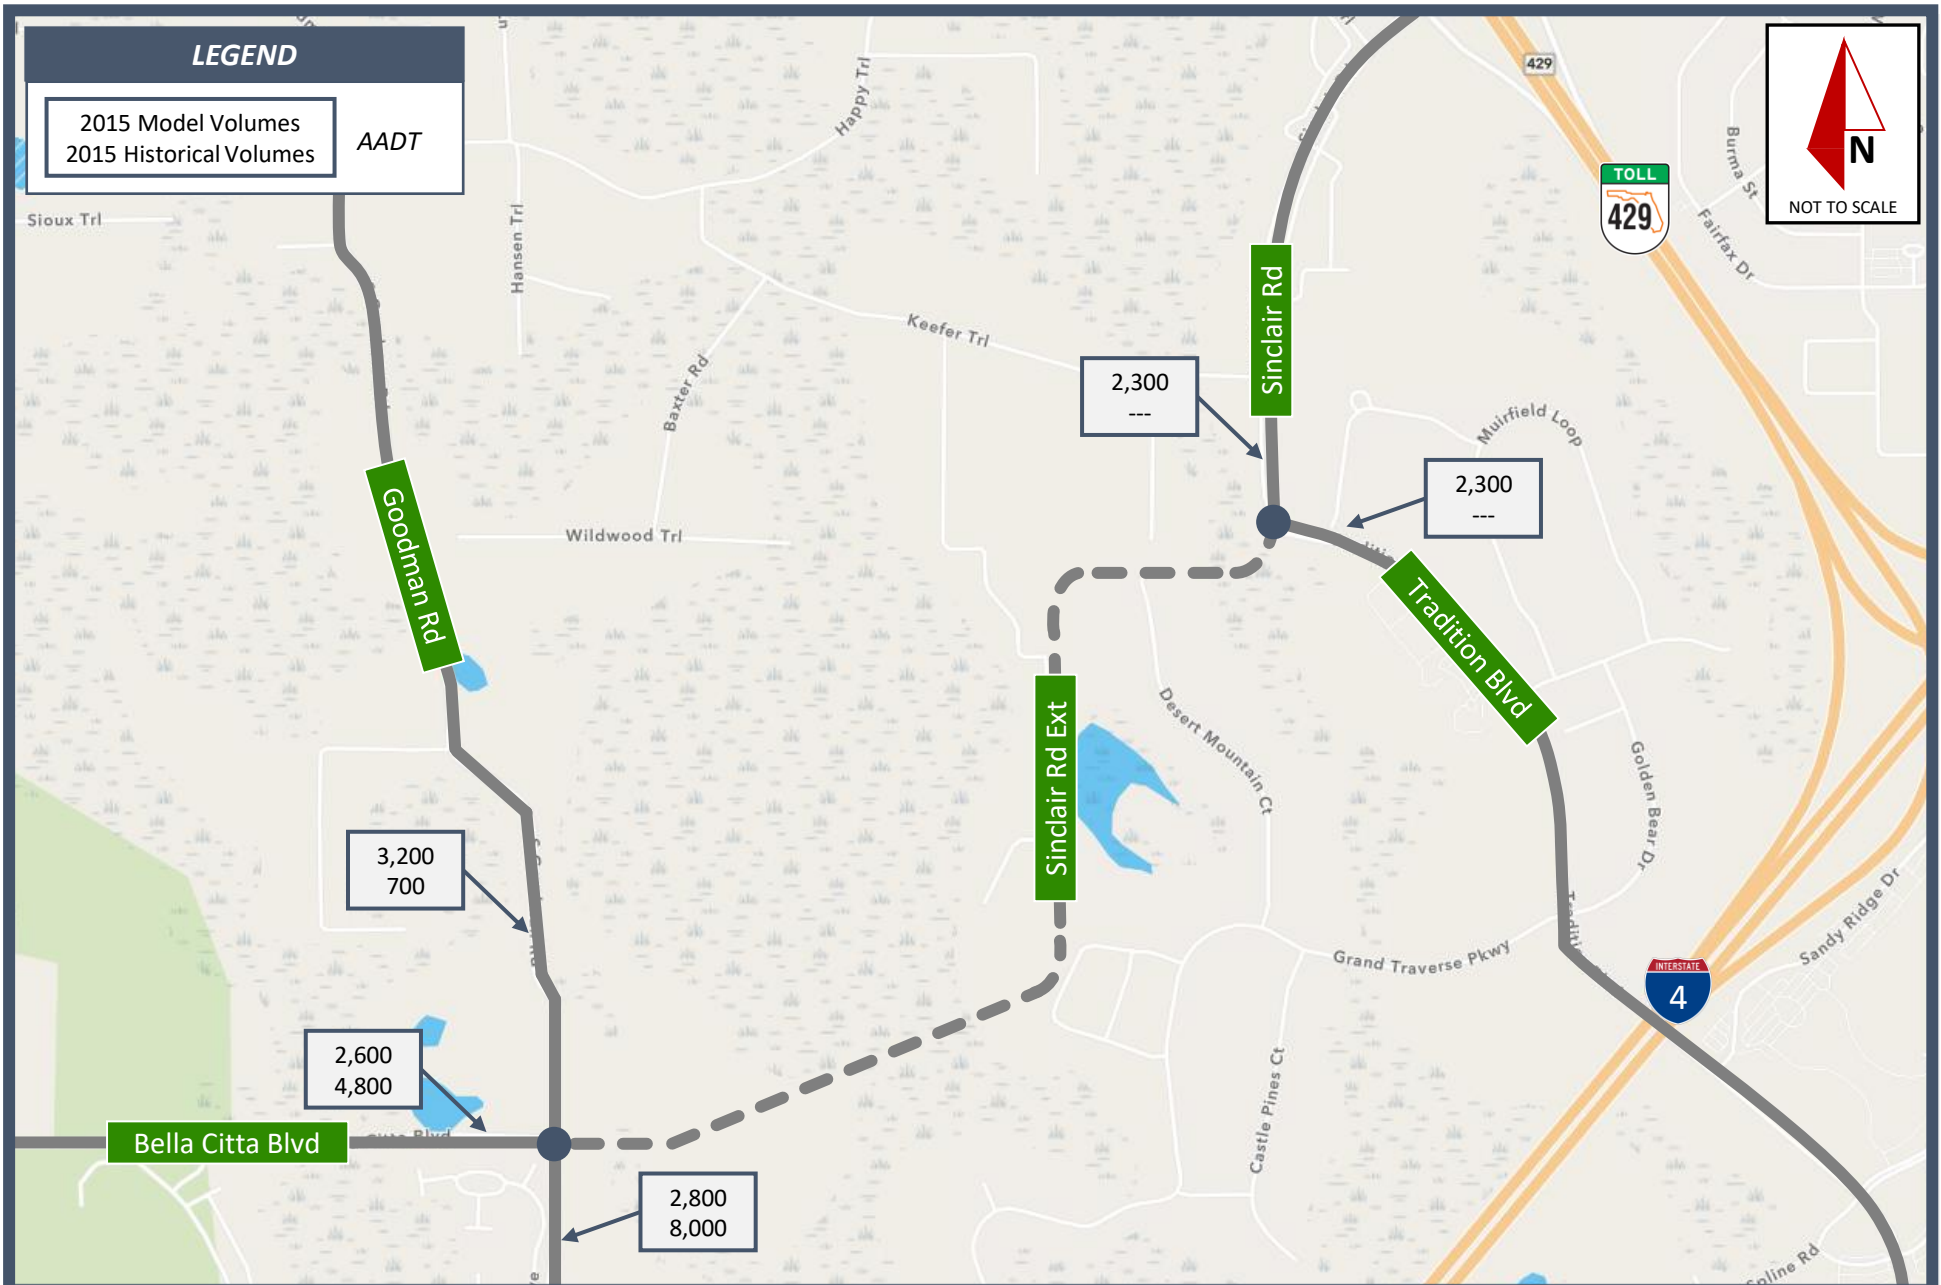 LEGEND
2015 Model Volumes
2015 Historical Volumes
AADT
429
TOLL
429
N
NOT TO SCALE
Burma St
Fairfax Dr
Happy Trl
Sioux Trl
Hansen Trl
Keefer Trl
Baxter Rd
Sinclair Rd
2,300
---
Muirfield Loop
2,300
---
Goodman Rd
Wildwood Trl
Tradition Blvd
Sinclair Rd Ext
Desert Mountain Ct
Golden Bear Dr
3,200
700
Grand Traverse Pkwy
Sandy Ridge Dr
INTERSTATE
4
2,600
4,800
Bella Citta Blvd
Citta Blvd
Castle Pines Ct
2,800
8,000
Rd